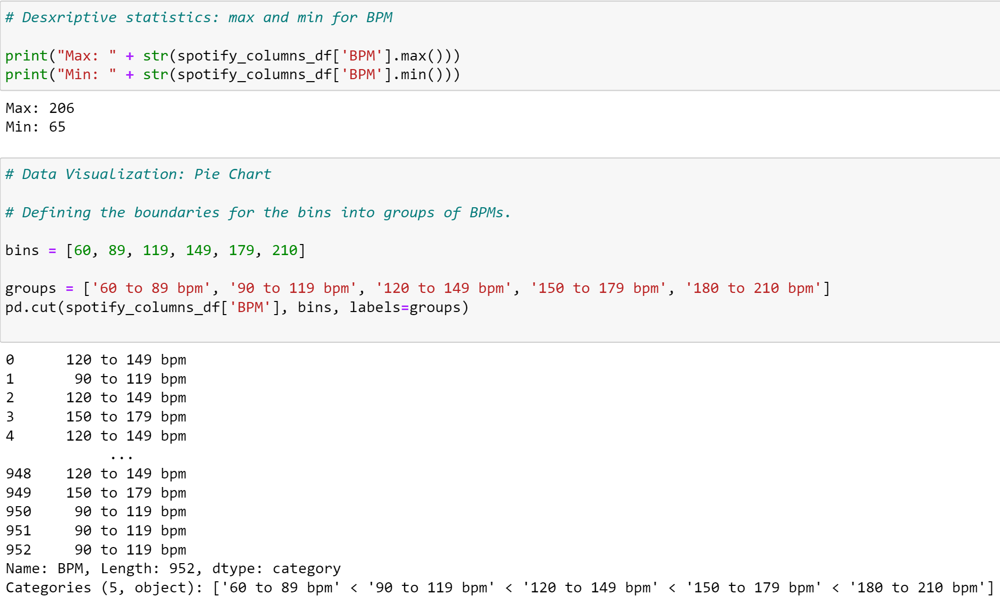 # Desxriptive statistics: max and min for BPM
print("Max: " + str(spotify_columns_df['BPM'].max()))
print("Min: " + str(spotify_columns_df['BPM'].min()))
Max: 206
Min: 65
# Data Visualization: Pie Chart
# Defining the boundaries for the bins into groups of BPMs.
bins = [60, 89, 119, 149, 179, 210]
groups = ['60 to 89 bpm', '90 to 119 bpm', '120 to 149 bpm', '150 to 179 bpm', '180 to 210 bpm']
pd.cut(spotify_columns_df['BPM'], bins, labels=groups)
0      120 to 149 bpm
1       90 to 119 bpm
2      120 to 149 bpm
3      150 to 179 bpm
4      120 to 149 bpm
...
948    120 to 149 bpm
949    150 to 179 bpm
950     90 to 119 bpm
951     90 to 119 bpm
952     90 to 119 bpm
Name: BPM, Length: 952, dtype: category
Categories (5, object): ['60 to 89 bpm' < '90 to 119 bpm' < '120 to 149 bpm' < '150 to 179 bpm' < '180 to 210 bpm']